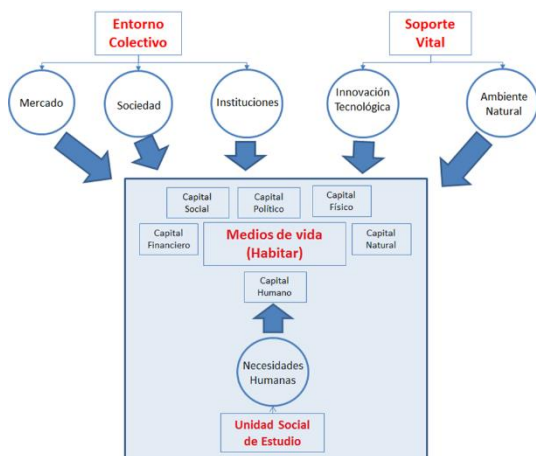 Entorno
Colectivo
Soporte
Vital
Mercado
Sociedad
Instituciones
Innovación
Tecnológica
Ambiente
Natural
Capital
Social
Capital
Político
Capital
Físico
Capital
Financiero
Medios de vida
(Habitar)
Capital
Natural
Capital
Humano
Necesidades
Humanas
Unidad Social
de Estudio